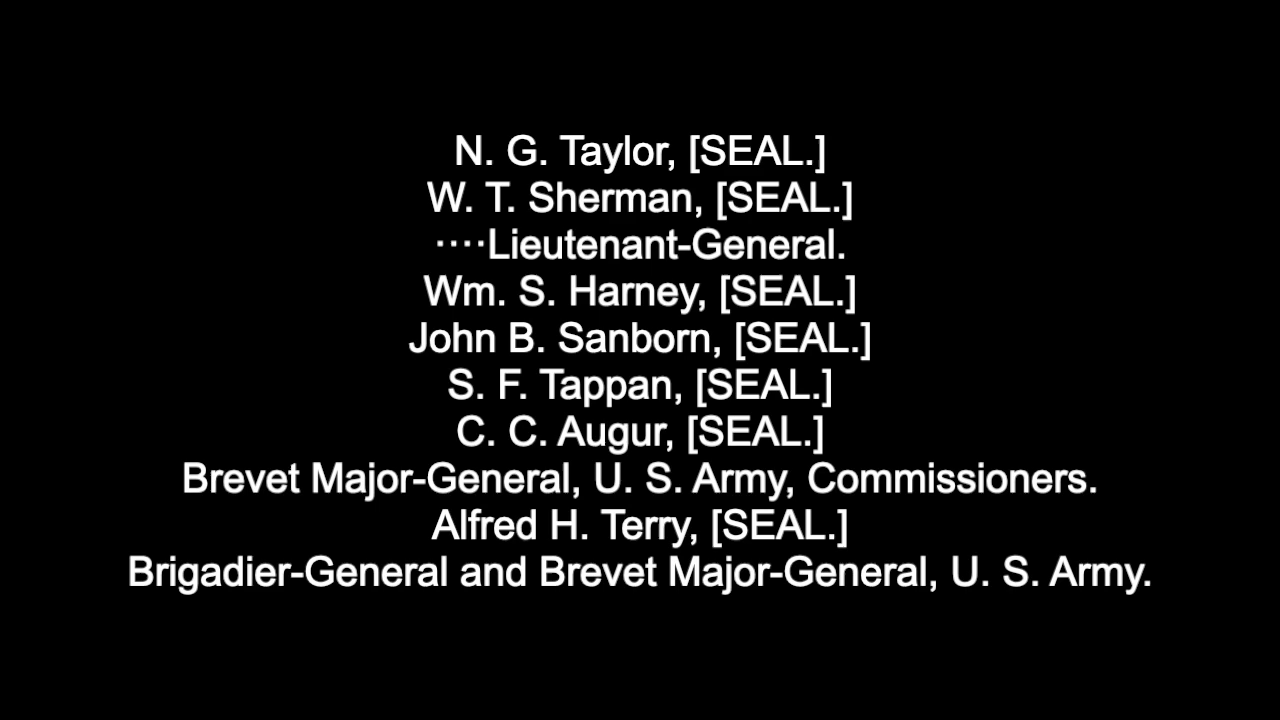 N. G. Taylor, [SEAL.]
W. T. Sherman, [SEAL.]
····Lieutenant-General.
Wm. S. Harney, [SEAL.]
John B. Sanborn, [SEAL.]
S. F. Tappan, [SEAL.]
C. C. Augur, [SEAL.]
Brevet Major-General, U. S. Army, Commissioners.
Alfred H. Terry, [SEAL.]
Brigadier-General and Brevet Major-General, U. S. Army.